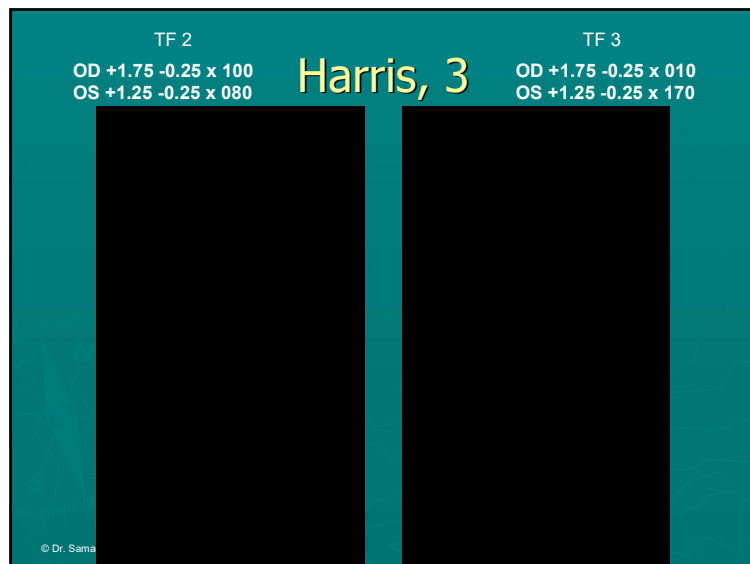 TF 2
OD +1.75 -0.25 x 100
OS +1.25 -0.25 x 080
Harris, 3
TF 3
OD +1.75 -0.25 x 010
OS +1.25 -0.25 x 170
N
S
© Dr. Sama